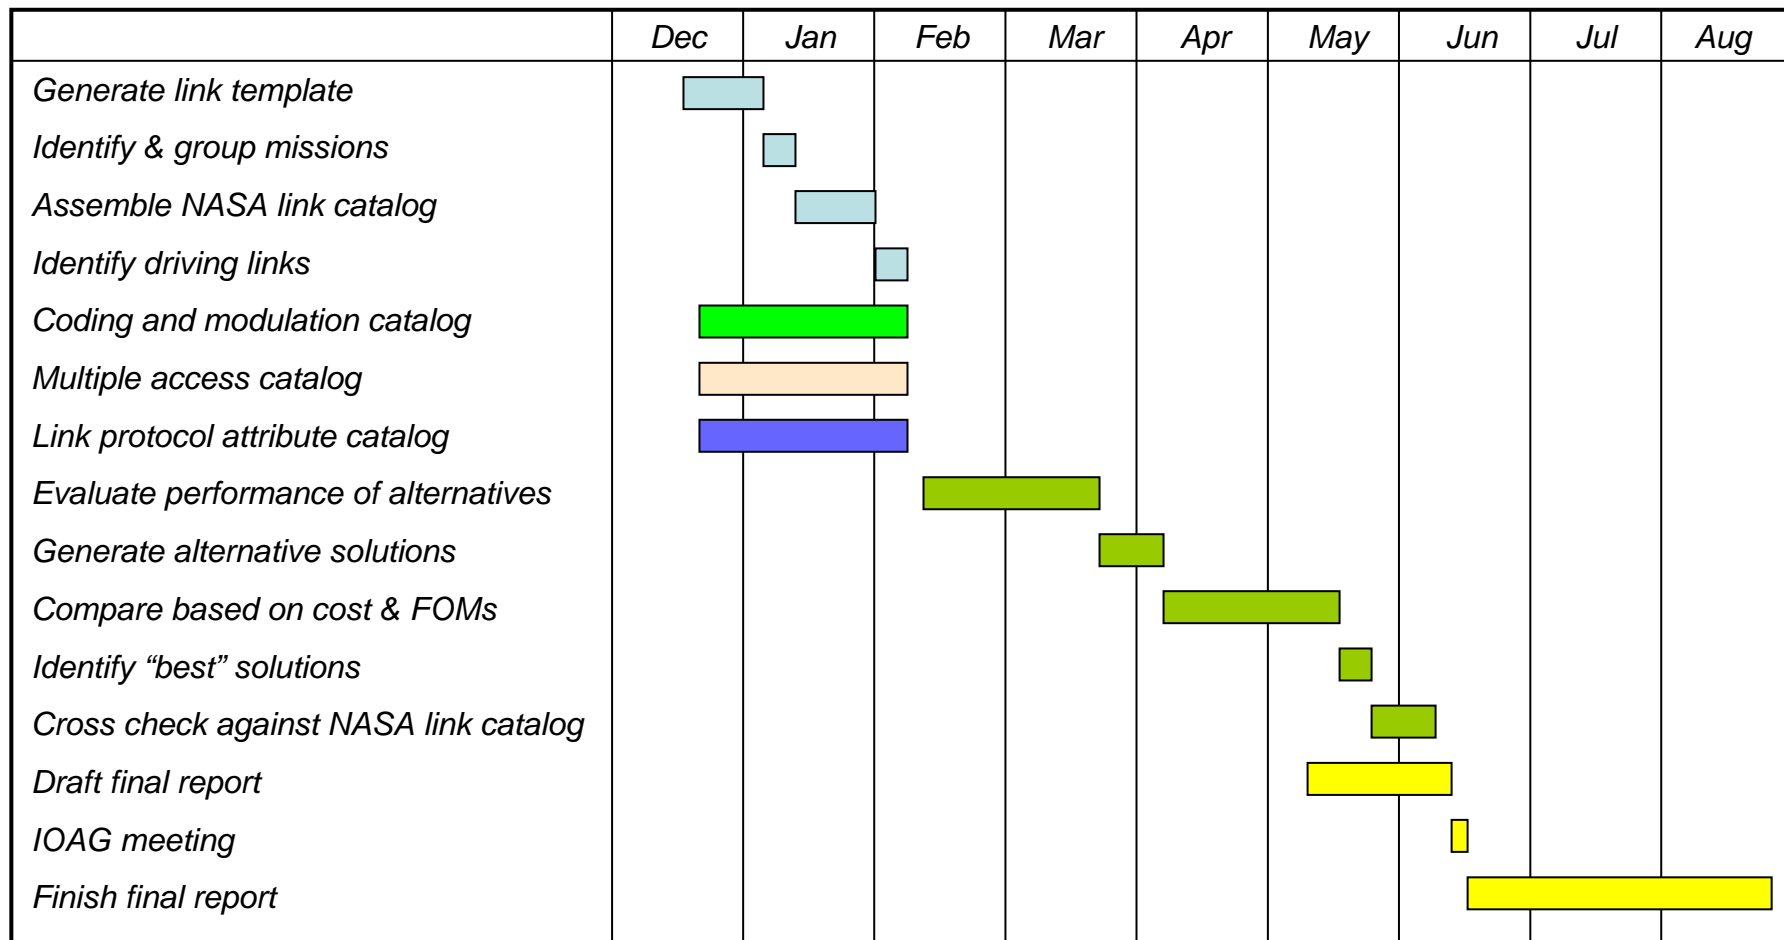 Dec Jan Feb Mar Apr May Jun Jul Aug
Generate link template
Identify & group missions
Assemble NASA link catalog
Identify driving links
Coding and modulation catalog
Multiple access catalog
Link protocol attribute catalog
Evaluate performance of alternatives
Generate alternative solutions
Compare based on cost & FOMs
Identify “best” solutions
Cross check against NASA link catalog
Draft final report
IOAG meeting
Finish final report